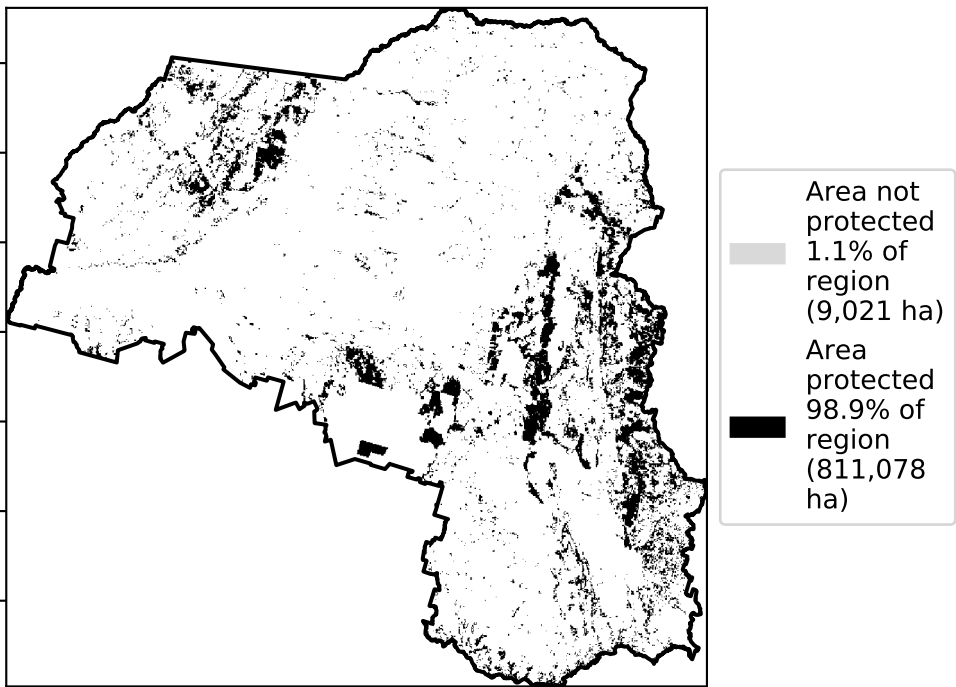 Area not
protected
1.1% of
region
(9,021 ha)
Area
protected
98.9% of
region
(811,078
ha)